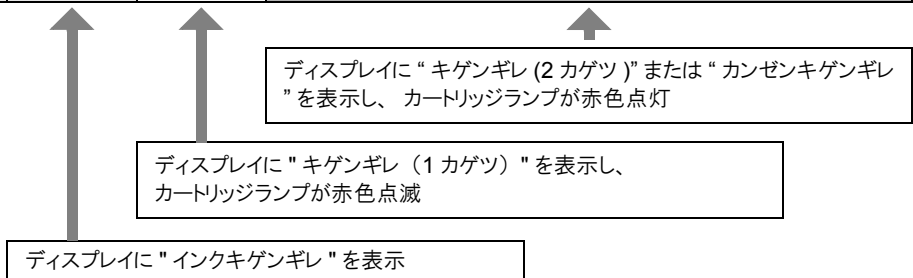 ディスプレイに “ キゲンギレ (2 カゲツ )” または “ カンゼンキゲンギレ
” を表示し、 カートリッジランプが赤色点灯
ディスプレイに " キゲンギレ（1 カゲツ）" を表示し、
カートリッジランプが赤色点滅
ディスプレイに " インクキゲンギレ " を表示